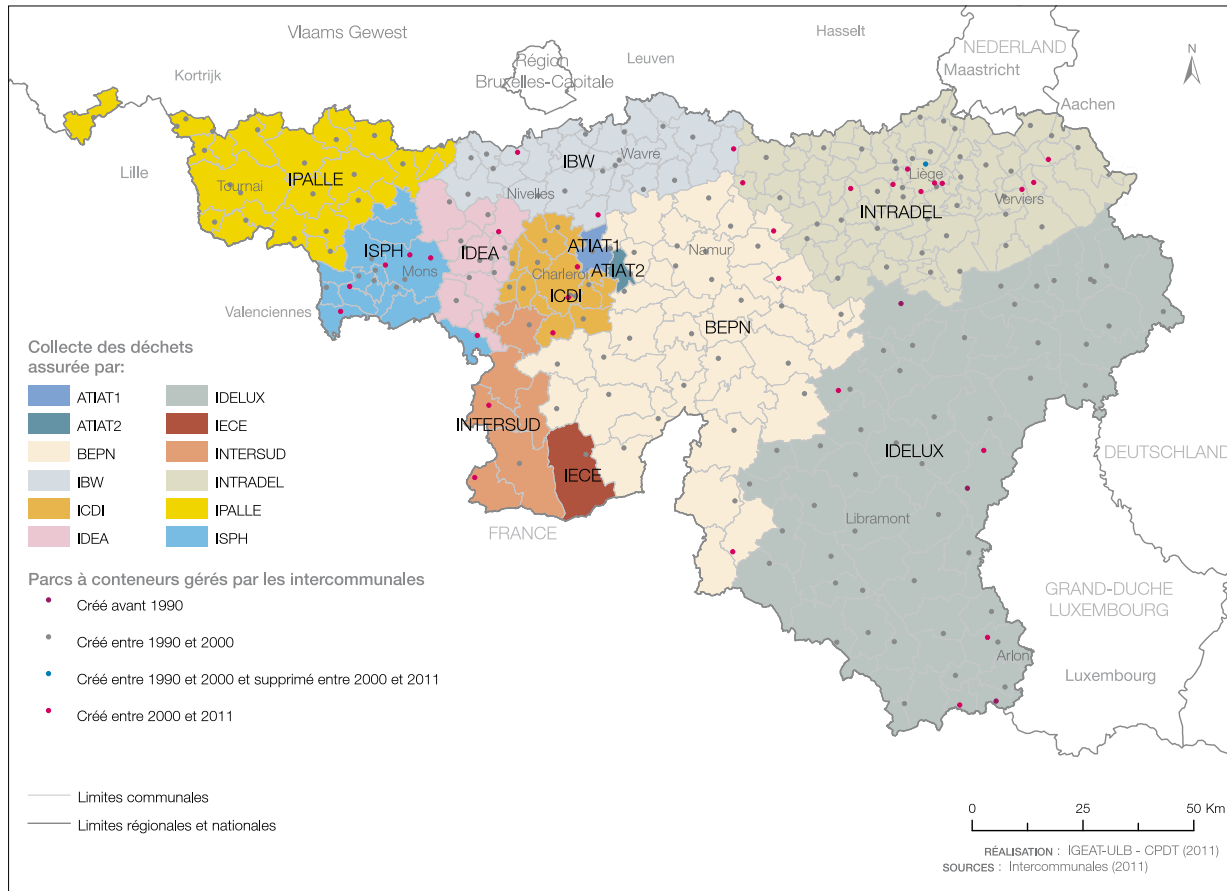 Vlaams Gewest
Hasselt
NEDERLAND
Maastricht
N
Kortrijk
Région
Bruxelles-Capitale
Leuven
Aachen
Lille
Tournai
IPALLE
IBW
Wavre
Nivelles
Liège
INTRADEL
Verviers
ISPH
Mons
IDEA
ATIAT1
ATIAT2
Charleroi
ICDI
Namur
Valenciennes
BEPN
INTERSUD
IECE
FRANCE
IDELUX
Libramont
DEUTSCHLAND
GRAND-DUCHE
LUXEMBOURG
Arlon
Luxembourg
Collecte des déchets
assurée par:
ATIAT1
ATIAT2
BEPN
IBW
ICDI
IDEA
IDELUX
IECE
INTERSUD
INTRADEL
IPALLE
ISPH
Parcs à conteneurs gérés par les intercommunales
Créé avant 1990
Créé entre 1990 et 2000
Créé entre 1990 et 2000 et supprimé entre 2000 et 2011
Créé entre 2000 et 2011
Limites communales
Limites régionales et nationales
0 25 50 Km
RÉALISATION : IGEAT-ULB - CPDT (2011)
SOURCES : Intercommunales (2011)